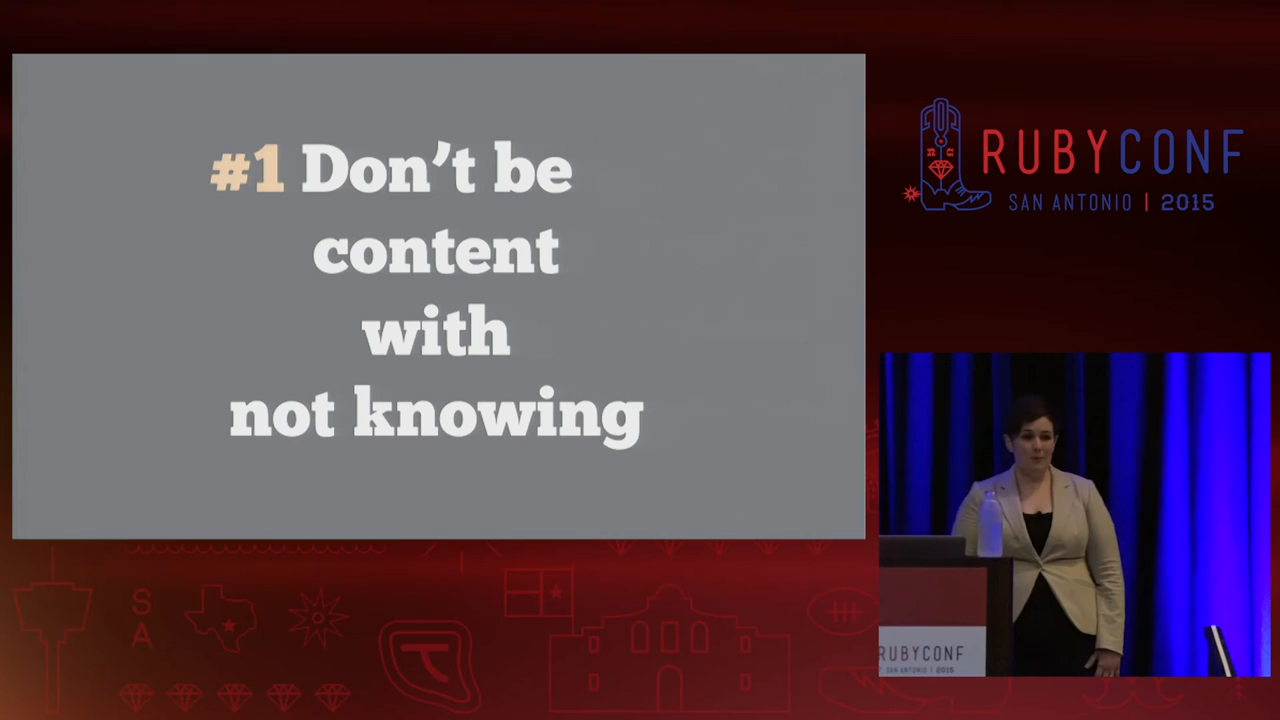 #1 Don’t be
content
with
not knowing
RUBYCONF
SAN ANTONIO | 2015
RUBYCONF
SAN ANTONIO | 2015
S
A